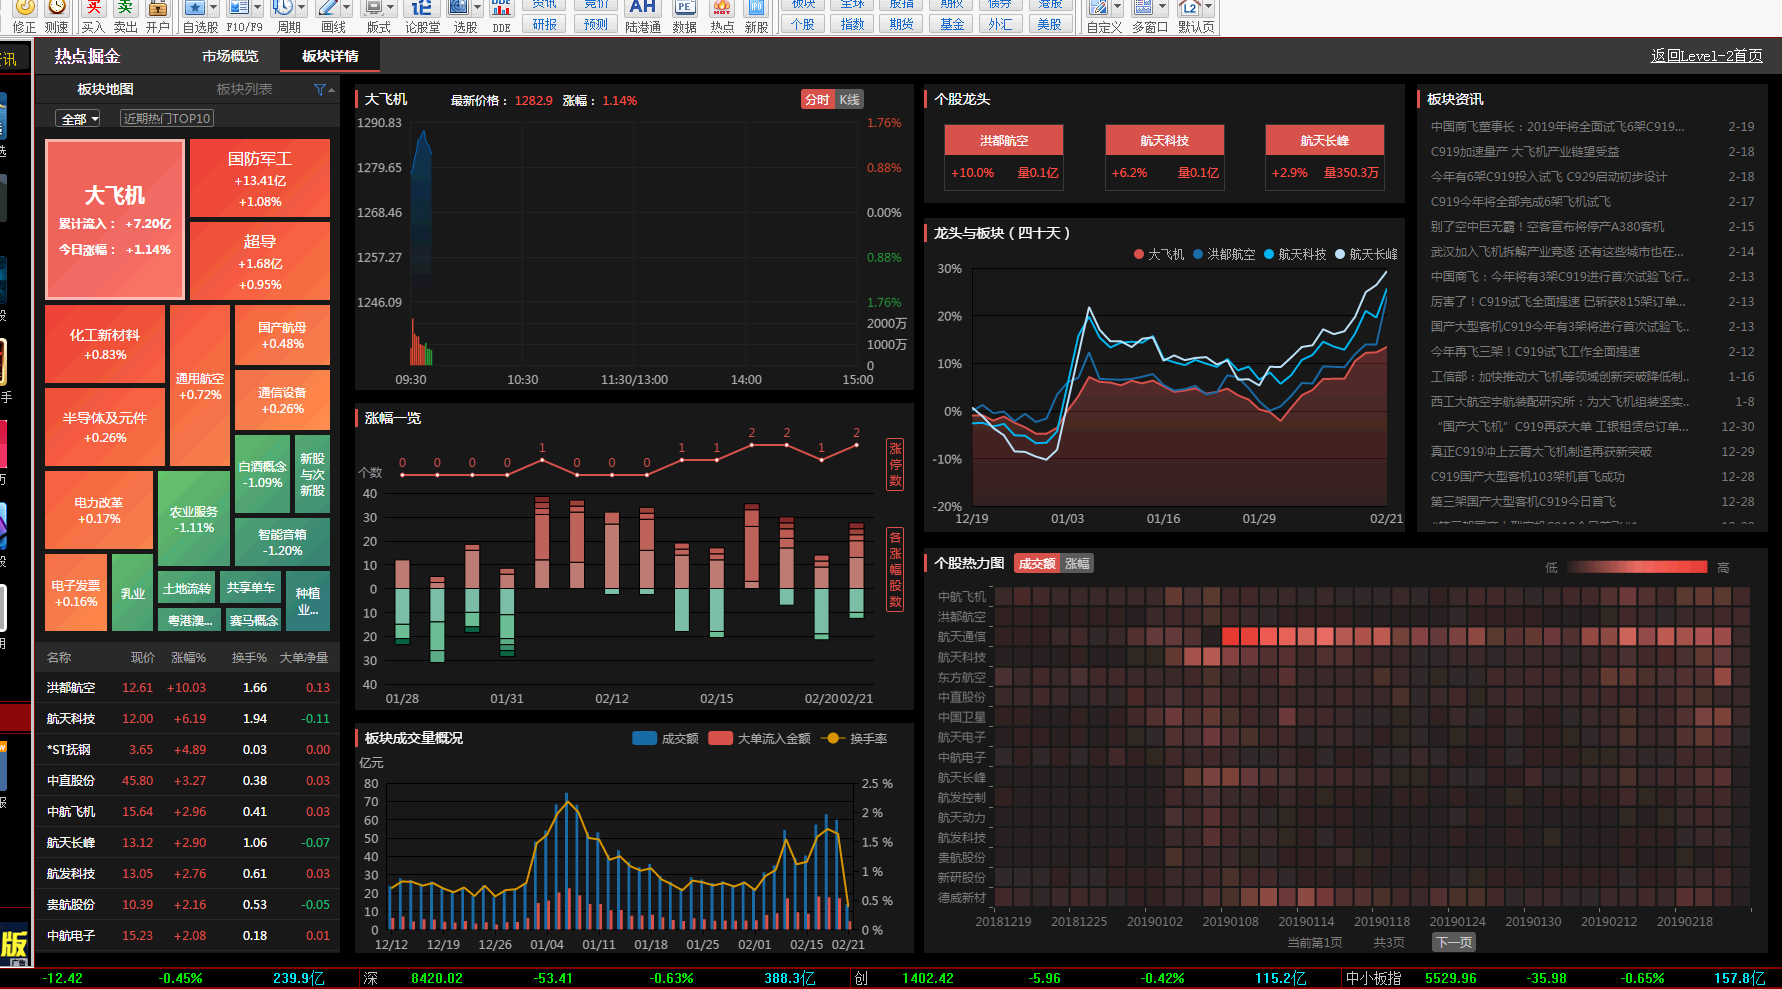 修正 测速 买入 卖出 开户 自选股 F10/F9 周期 画线 版式 论股堂 选股 DDE 研报 预测 陆港通 数据 热点 新股 个股 指数 期货 基金 外汇 美股 自定义 多窗口 默认页
热点掘金 市场概览 板块详情 返回Level-2首页
板块地图 板块列表
全部 近期热门TOP10
大飞机
累计流入： +7.20亿
今日涨幅： +1.14%
国防军工
+13.41亿
+1.08%
超导
+1.68亿
+0.95%
化工新材料
+0.83%
半导体及元件
+0.26%
通用航空
+0.72%
国产航母
+0.48%
通信设备
+0.26%
电力改革
+0.17%
农业服务
-1.11%
白酒概念
-1.09%
新股
与次
新股
智能音箱
-1.20%
电子发票
+0.16%
乳业
土地流转
共享单车
种植
业...
粤港澳...
赛马概念
名称 现价 涨幅% 换手% 大单净量
洪都航空 12.61 +10.03 1.66 0.13
航天科技 12.00 +6.19 1.94 -0.11
*ST抚钢 3.65 +4.89 0.03 0.00
中直股份 45.80 +3.27 0.38 0.03
中航飞机 15.64 +2.96 0.41 0.03
航天长峰 13.12 +2.90 1.06 -0.07
航发科技 13.05 +2.76 0.61 0.03
贵航股份 10.39 +2.16 0.53 -0.05
中航电子 15.23 +2.08 0.18 0.01
大飞机 最新价格： 1282.9 涨幅： 1.14% 分时 K线
1290.83 1.76%
1279.65 0.88%
1268.46 0.00%
1257.27 0.88%
1246.09 1.76%
2000万
1000万
0
09:30 10:30 11:30/13:00 14:00 15:00
涨幅一览
个数
0 0 0 0 1 0 0 0 1 1 2 2 1 2
涨停数
40
30
20
10
0
10
20
30
40
各涨幅股数
01/28 01/31 02/12 02/15 02/20 02/21
板块成交量概况 成交额 大单流入金额 换手率
亿元
80 2.5 %
70
60 2 %
50 1.5 %
40
30 1 %
20 0.5 %
10
0 0 %
12/12 12/19 12/26 01/04 01/11 01/18 01/25 02/01 02/15 02/21
个股龙头
洪都航空 航天科技 航天长峰
+10.0% 量0.1亿 +6.2% 量0.1亿 +2.9% 量350.3万
龙头与板块（四十天）
大飞机 洪都航空 航天科技 航天长峰
30%
20%
10%
0%
-10%
-20%
12/19 01/03 01/16 01/29 02/21
板块资讯
中国商飞董事长：2019年将全面试飞6架C919... 2-19
C919加速量产 大飞机产业链望受益 2-18
今年有6架C919投入试飞 C929启动初步设计 2-18
C919今年将全部完成6架飞机试飞 2-17
别了空中巨无霸！空客宣布将停产A380客机 2-15
武汉加入飞机拆解产业竞逐 还有这些城市也在... 2-14
中国商飞：今年将有3架C919进行首次试验飞行.. 2-13
厉害了！C919试飞全面提速 已斩获815架订单... 2-13
国产大型客机C919今年有3架将进行首次试验飞.. 2-13
今年再飞三架！C919试飞工作全面提速 2-12
工信部：加快推动大飞机等领域创新突破降低制.. 1-16
西工大航空宇航装配研究所：为大飞机组装坚实.. 1-8
“国产大飞机”C919再获大单 工银租赁总订单... 12-30
真正C919冲上云霄大飞机制造再获新突破 12-29
C919国产大型客机103架机首飞成功 12-28
第三架国产大型客机C919今日首飞 12-28
个股热力图 成交额 涨幅 低 高
中航飞机
洪都航空
航天通信
航天科技
东方航空
中直股份
中国卫星
航天电子
中航电子
航天长峰
航发控制
航天动力
航发科技
贵航股份
新研股份
德威新材
20181219 20181225 20190102 20190108 20190114 20190118 20190124 20190130 20190212 20190218
当前第1页 共3页 下一页
-12.42 -0.45% 239.9亿 深 8420.02 -53.41 -0.63% 388.3亿 创 1402.42 -5.96 -0.42% 115.2亿 中小板指 5529.96 -35.98 -0.65% 157.8亿